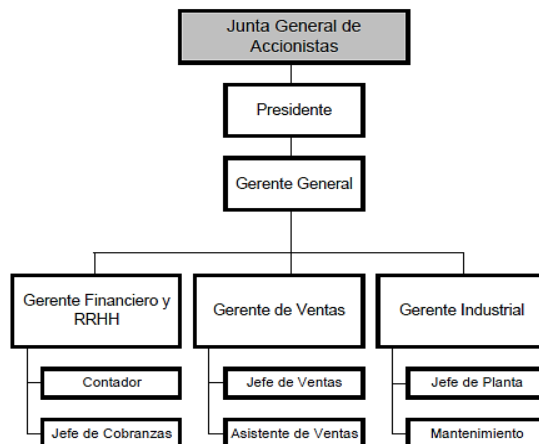 Junta General de
Accionistas
Presidente
Gerente General
Gerente Financiero y
RRHH
Gerente de Ventas
Gerente Industrial
Contador
Jefe de Ventas
Jefe de Planta
Jefe de Cobranzas
Asistente de Ventas
Mantenimiento